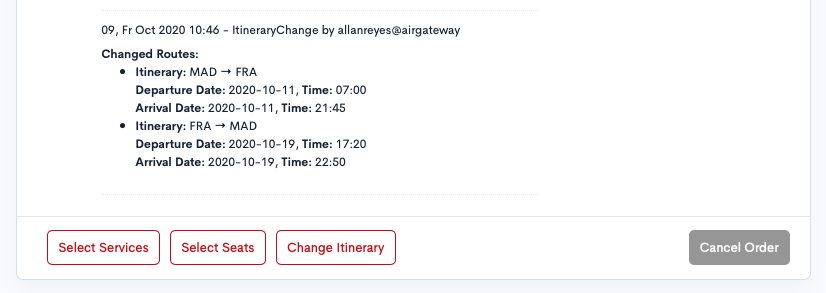 09, Fr Oct 2020 10:46 - ItineraryChange by allanreyes@airgateway
Changed Routes:
• Itinerary: MAD → FRA
Departure Date: 2020-10-11, Time: 07:00
Arrival Date: 2020-10-11, Time: 21:45
• Itinerary: FRA → MAD
Departure Date: 2020-10-19, Time: 17:20
Arrival Date: 2020-10-19, Time: 22:50
Select Services Select Seats Change Itinerary Cancel Order